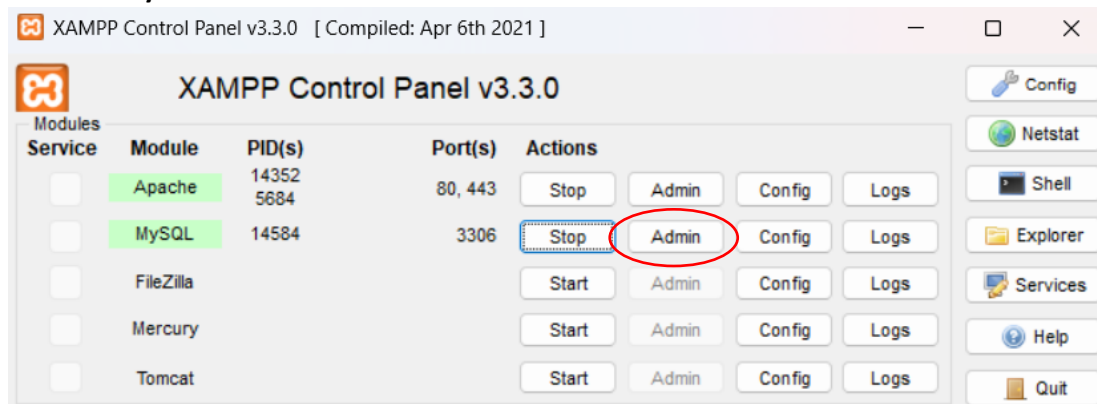 XAMPP Control Panel v3.3.0 [ Compiled: Apr 6th 2021 ]
XAMPP Control Panel v3.3.0
Config
Modules
Netstat
Service Module PID(s) Port(s) Actions
Apache 14352 5684 80, 443 Stop Admin Config Logs
Shell
MySQL 14584 3306 Stop Admin Config Logs
Explorer
FileZilla Start Admin Config Logs
Services
Mercury Start Admin Config Logs
Help
Tomcat Start Admin Config Logs
Quit